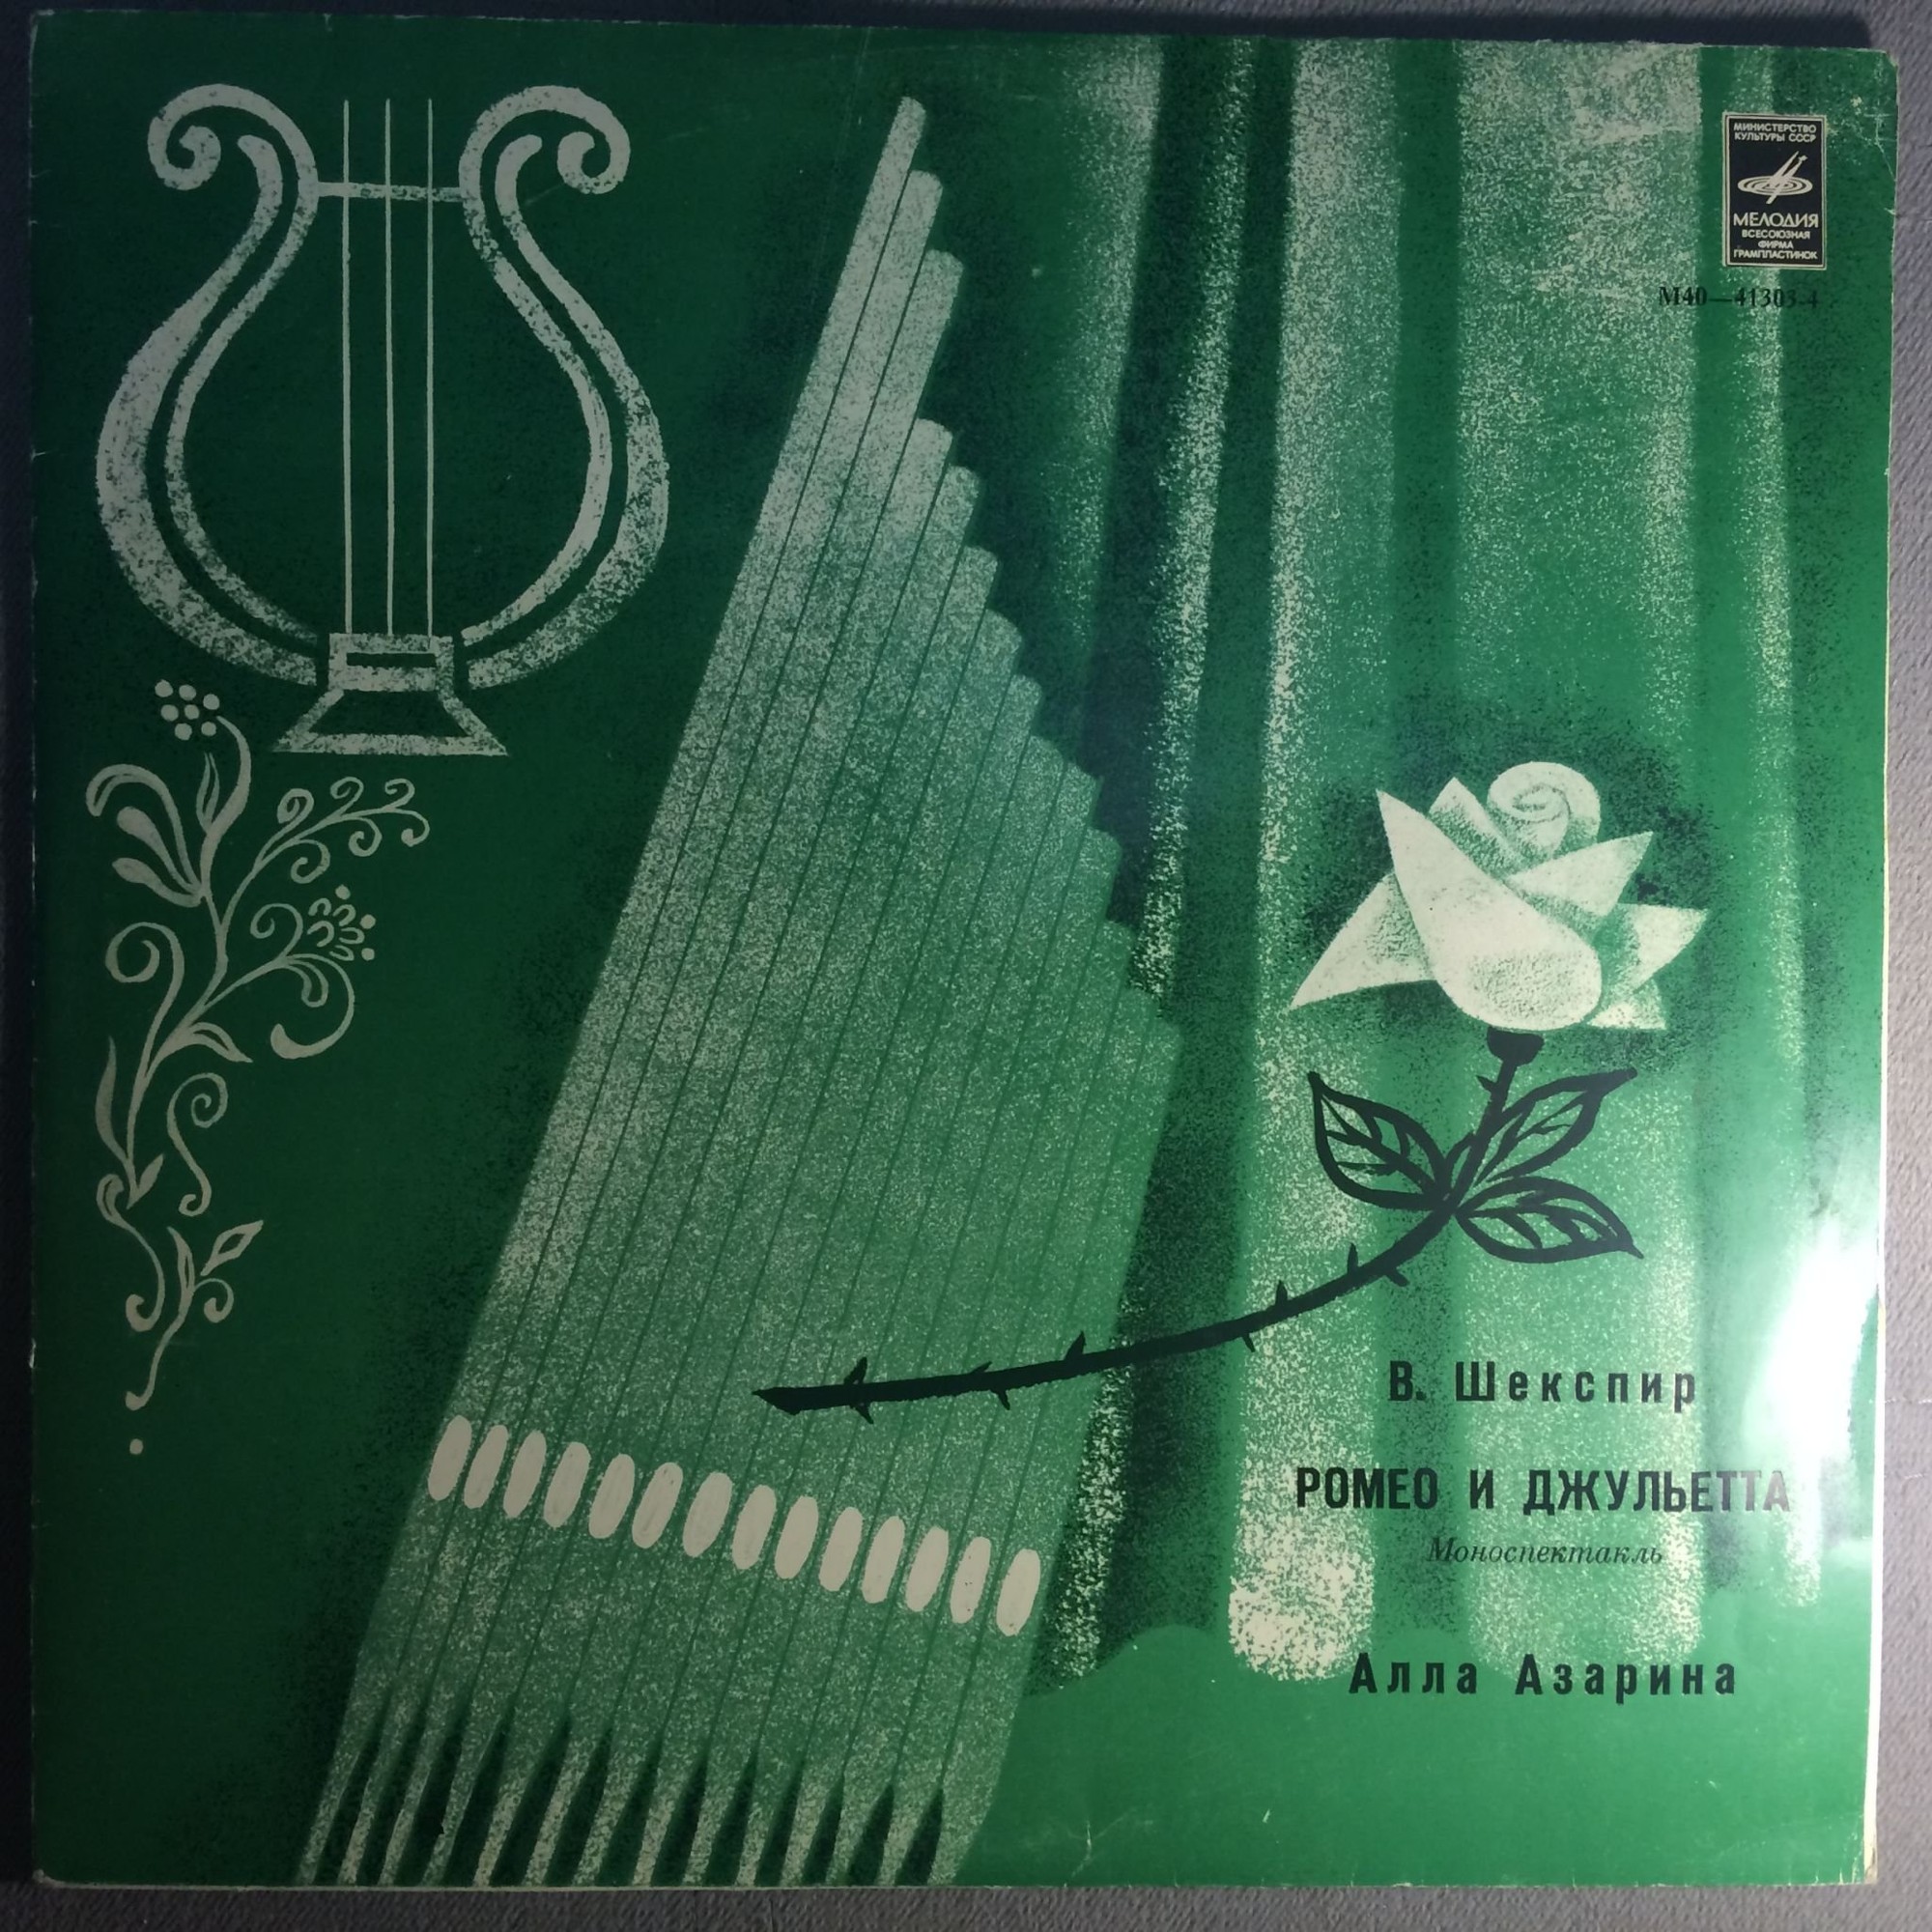 МИНИСТЕРСТВО
КУЛЬТУРЫ СССР
МЕЛОДИЯ
ВСЕСОЮЗНАЯ
ФИРМА
ГРАМПЛАСТИНОК
М40—41303-4
В. Шекспир
РОМЕО И ДЖУЛЬЕТТА
Моноспектакль
Алла Азарина